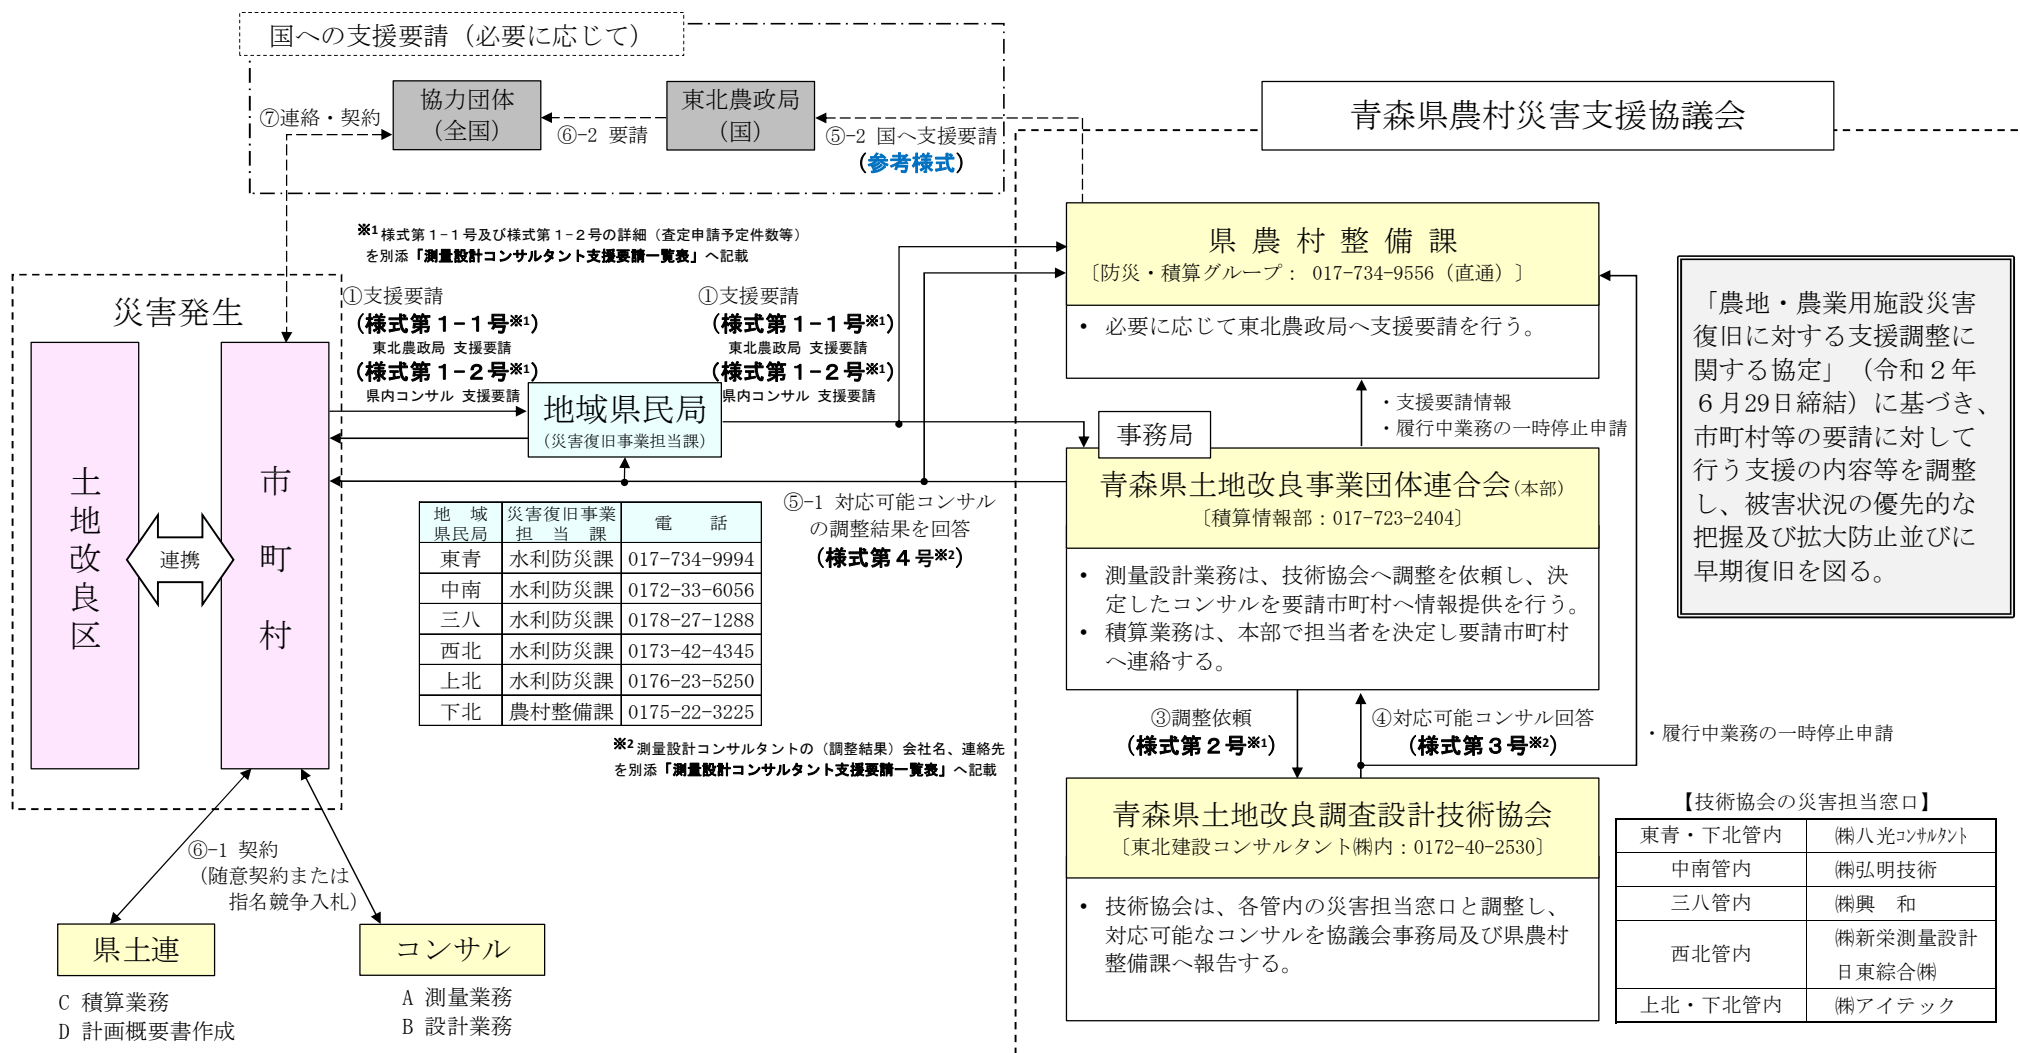 国への支援要請（必要に応じて）
協力団体
（全国）
東北農政局
（国）
⑦連絡・契約
⑥-2 要請
⑤-2 国へ支援要請
（参考様式）
青森県農村災害支援協議会
※1 様式第１-１号及び様式第１-２号の詳細（査定申請予定件数等）
を別添「測量設計コンサルタント支援要請一覧表」へ記載
災害発生
土地改良区
連携
市町村
①支援要請
（様式第１-１号※1）
東北農政局 支援要請
（様式第１-２号※1）
県内コンサル 支援要請
地域県民局
（災害復旧事業担当課）
①支援要請
（様式第１-１号※1）
東北農政局 支援要請
（様式第１-２号※1）
県内コンサル 支援要請
県農村整備課
〔防災・積算グループ： 017-734-9556（直通）〕
• 必要に応じて東北農政局へ支援要請を行う。
・支援要請情報
・履行中業務の一時停止申請
事務局
青森県土地改良事業団体連合会(本部)
〔積算情報部：017-723-2404〕
• 測量設計業務は、技術協会へ調整を依頼し、決
定したコンサルを要請市町村へ情報提供を行う。
• 積算業務は、本部で担当者を決定し要請市町村
へ連絡する。
⑤-1 対応可能コンサル
の調整結果を回答
（様式第４号※2）
地 域 県民局 災害復旧事業 担 当 課 電 話
東青 水利防災課 017-734-9994
中南 水利防災課 0172-33-6056
三八 水利防災課 0178-27-1288
西北 水利防災課 0173-42-4345
上北 水利防災課 0176-23-5250
下北 農村整備課 0175-22-3225
※2 測量設計コンサルタントの（調整結果）会社名、連絡先
を別添「測量設計コンサルタント支援要請一覧表」へ記載
③調整依頼
（様式第２号※1）
④対応可能コンサル回答
（様式第３号※2）
・履行中業務の一時停止申請
青森県土地改良調査設計技術協会
〔東北建設コンサルタント㈱内：0172-40-2530〕
• 技術協会は、各管内の災害担当窓口と調整し、
対応可能なコンサルを協議会事務局及び県農村
整備課へ報告する。
「農地・農業用施設災害
復旧に対する支援調整に
関する協定」（令和２年
６月29日締結）に基づき、
市町村等の要請に対して
行う支援の内容等を調整
し、被害状況の優先的な
把握及び拡大防止並びに
早期復旧を図る。
【技術協会の災害担当窓口】
東青・下北管内 ㈱八光ｺﾝｻﾙﾀﾝﾄ
中南管内 ㈱弘明技術
三八管内 ㈱興 和
西北管内 ㈱新栄測量設計
日東綜合㈱
上北・下北管内 ㈱アイテック
⑥-1 契約
（随意契約または
指名競争入札）
県土連
C 積算業務
D 計画概要書作成
コンサル
A 測量業務
B 設計業務